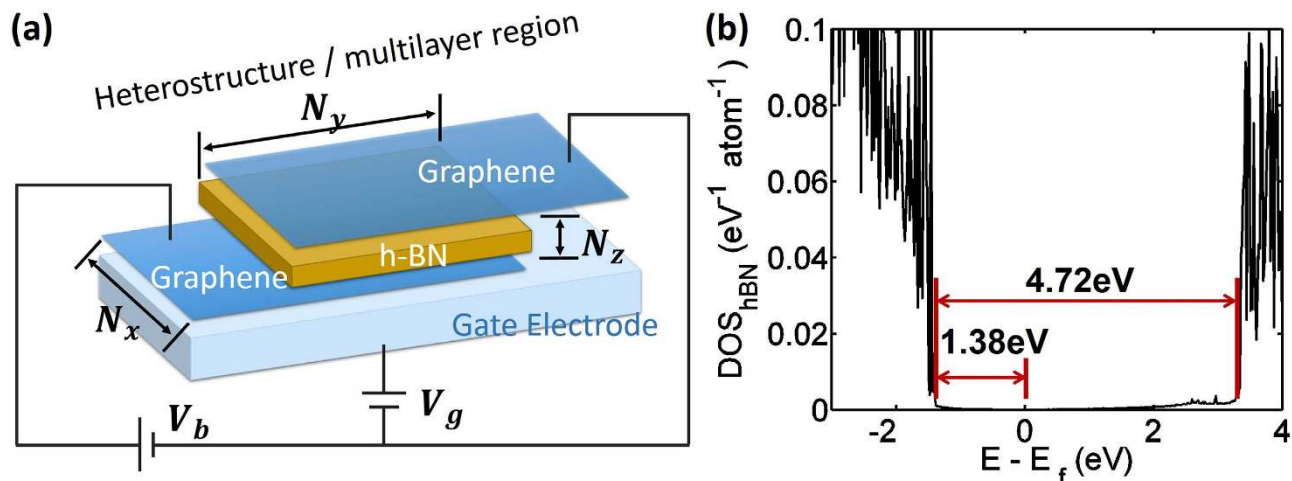 (a)
Heterostructure / multilayer region
N_y
Graphene
h-BN
N_z
Graphene
N_x
Gate Electrode
V_g
V_b
(b)
DOS_hBN (eV⁻¹ atom⁻¹)
0.1
0.08
0.06
0.04
0.02
0
4.72eV
1.38eV
-2 0 2 4
E - E_f (eV)